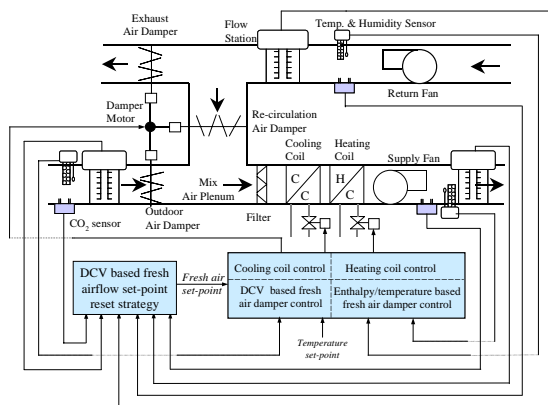 Exhaust
Air Damper
Flow
Station
Temp. & Humidity Sensor
Return Fan
Damper
Motor
Re-circulation
Air Damper
Cooling
Coil
Heating
Coil
Supply Fan
C
C
H
C
Mix
Air Plenum
Filter
CO2 sensor
Outdoor
Air Damper
DCV based fresh
airflow set-point
reset strategy
Fresh air
set-point
Cooling coil control
Heating coil control
DCV based fresh
air damper control
Enthalpy/temperature based
fresh air damper control
Temperature
set-point